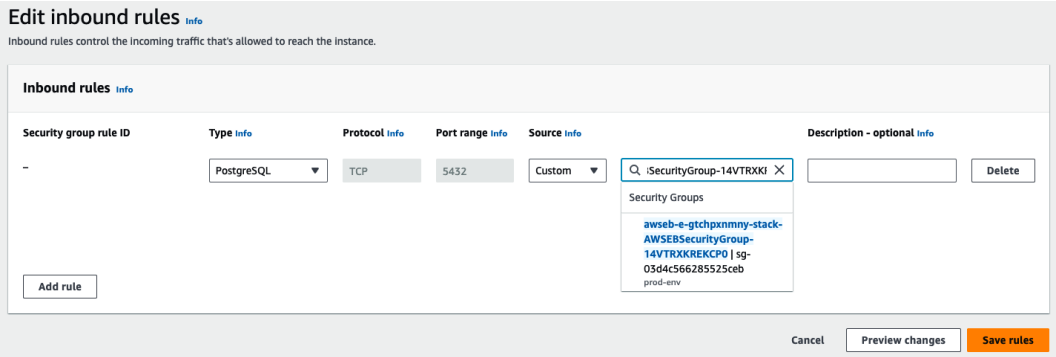 Edit inbound rules Info
Inbound rules control the incoming traffic that's allowed to reach the instance.
Inbound rules Info
Security group rule ID Type Info Protocol Info Port range Info Source Info Description - optional Info
– PostgreSQL TCP 5432 Custom SecurityGroup-14VTRXKI Delete
Security Groups
awseb-e-gtchpxnmny-stack-
AWSEBSecurityGroup-
14VTRXKREKCP0 | sg-
03d4c566285525ceb
prod-env
Add rule
Cancel Preview changes Save rules